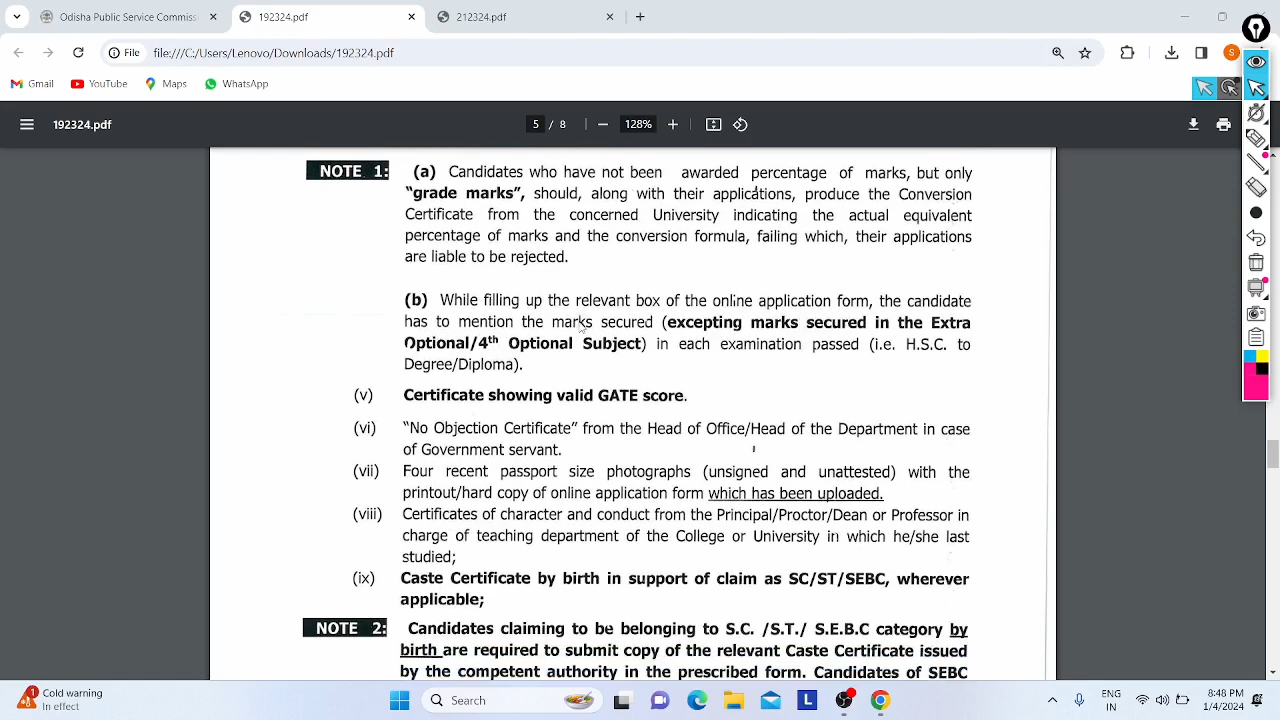 Odisha Public Service Commiss
192324.pdf
212324.pdf
File
file:///C:/Users/Lenovo/Downloads/192324.pdf
S
Gmail
YouTube
Maps
WhatsApp
192324.pdf
5 / 8
128%
NOTE 1:
(a) Candidates who have not been awarded percentage of marks, but only
“grade marks”, should, along with their applications, produce the Conversion
Certificate from the concerned University indicating the actual equivalent
percentage of marks and the conversion formula, failing which, their applications
are liable to be rejected.
(b) While filling up the relevant box of the online application form, the candidate
has to mention the marks secured (excepting marks secured in the Extra
Optional/4th Optional Subject) in each examination passed (i.e. H.S.C. to
Degree/Diploma).
(v) Certificate showing valid GATE score.
(vi) “No Objection Certificate” from the Head of Office/Head of the Department in case
of Government servant.
(vii) Four recent passport size photographs (unsigned and unattested) with the
printout/hard copy of online application form which has been uploaded.
(viii) Certificates of character and conduct from the Principal/Proctor/Dean or Professor in
charge of teaching department of the College or University in which he/she last
studied;
(ix) Caste Certificate by birth in support of claim as SC/ST/SEBC, wherever
applicable;
NOTE 2:
Candidates claiming to be belonging to S.C. /S.T./ S.E.B.C category by
birth are required to submit copy of the relevant Caste Certificate issued
by the competent authority in the prescribed form. Candidates of SEBC
1
Cold warning
In effect
Search
L
ENG
IN
8:48 PM
1/4/2024